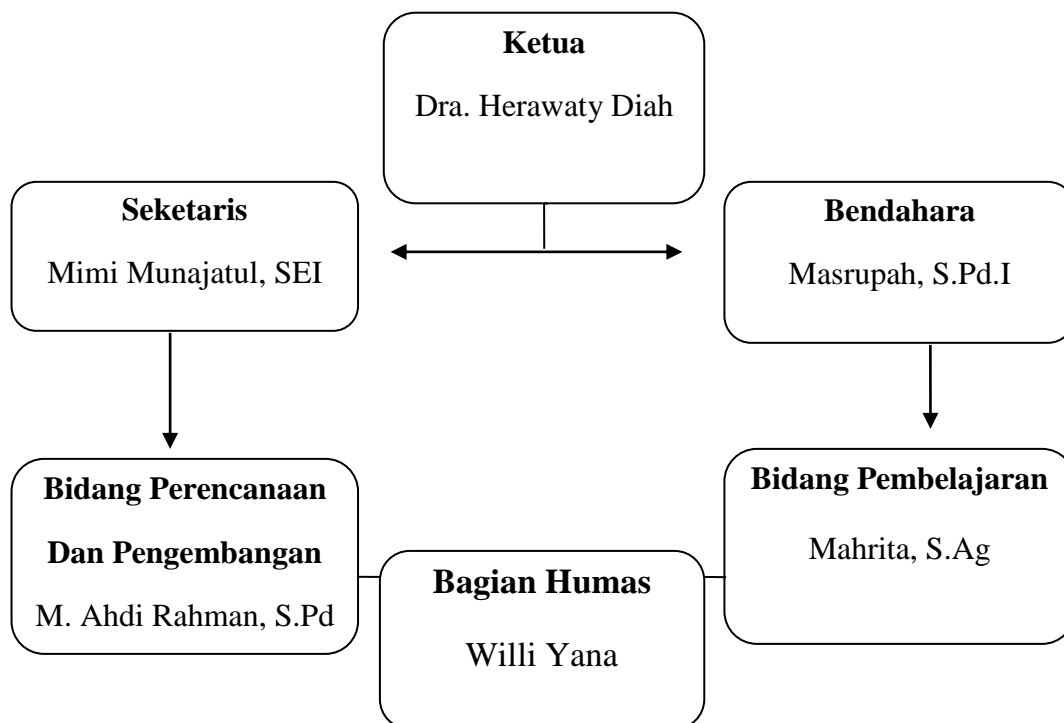 Ketua
Dra. Herawaty Diah
Seketaris
Mimi Munajatul, SEI
Bendahara
Masrupah, S.Pd.I
Bidang Perencanaan
Dan Pengembangan
M. Ahdi Rahman, S.Pd
Bidang Pembelajaran
Mahrita, S.Ag
Bagian Humas
Willi Yana